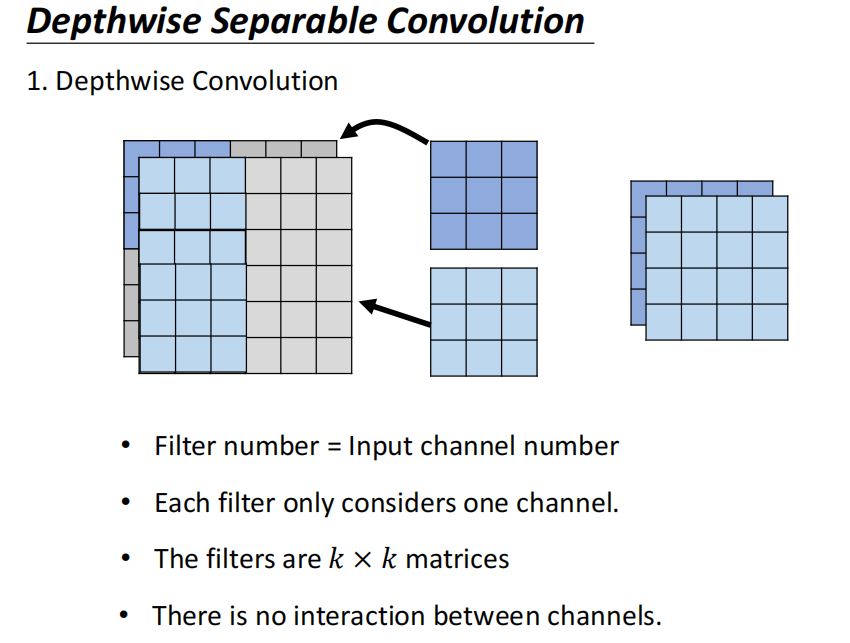 Depthwise Separable Convolution
1. Depthwise Convolution
• Filter number = Input channel number
• Each filter only considers one channel.
• The filters are 𝑘 × 𝑘 matrices
• There is no interaction between channels.